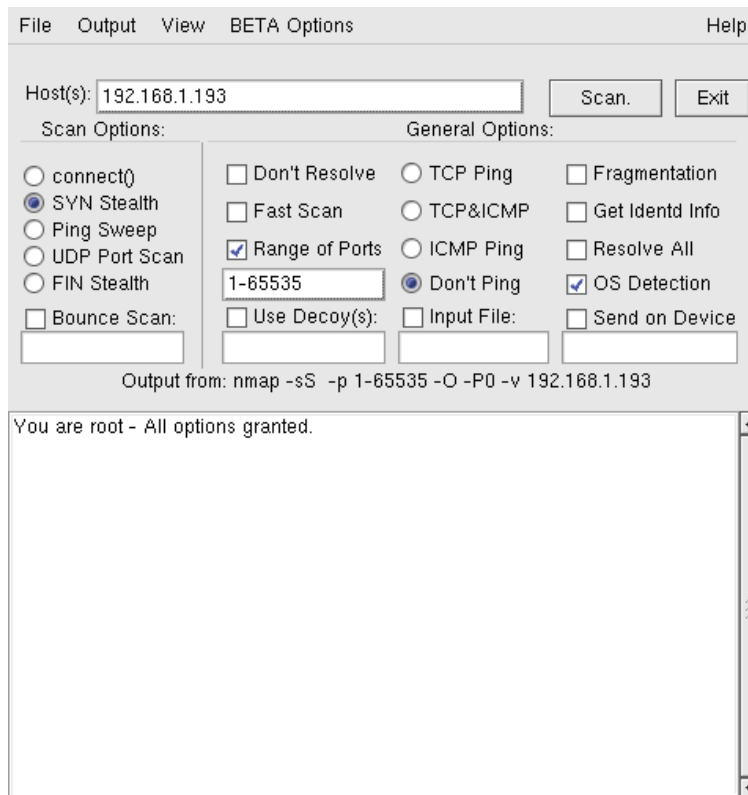 File Output View BETA Options Help
Host(s): 192.168.1.193 Scan. Exit
Scan Options: General Options:
connect() Don't Resolve TCP Ping Fragmentation
SYN Stealth Fast Scan TCP&ICMP Get Identd Info
Ping Sweep Range of Ports ICMP Ping Resolve All
UDP Port Scan 1-65535 Don't Ping OS Detection
FIN Stealth
Bounce Scan: Use Decoy(s): Input File: Send on Device
Output from: nmap -sS -p 1-65535 -O -P0 -v 192.168.1.193
You are root - All options granted.